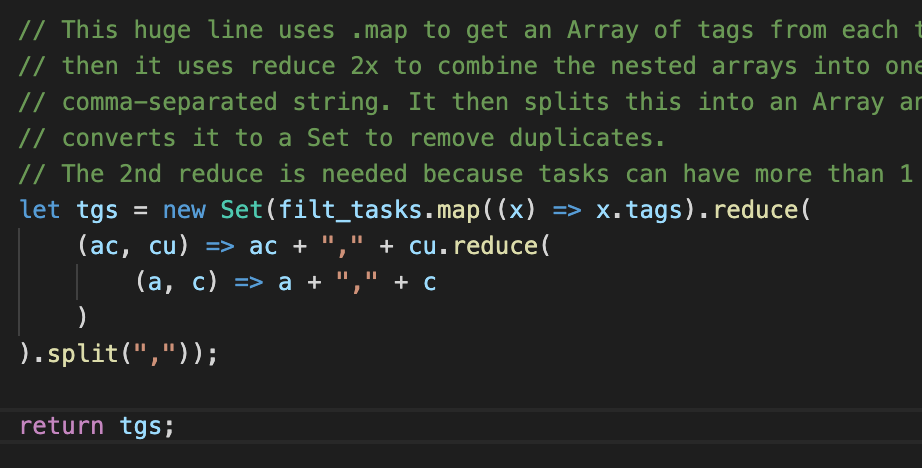 // This huge line uses .map to get an Array of tags from each
// then it uses reduce 2x to combine the nested arrays into one
// comma-separated string. It then splits this into an Array
// converts it to a Set to remove duplicates.
// The 2nd reduce is needed because tasks can have more than 1
let tgs = new Set(filt_tasks.map((x) => x.tags).reduce(
    (ac, cu) => ac + "," + cu.reduce(
        (a, c) => a + "," + c
    )
).split(","));
return tgs;